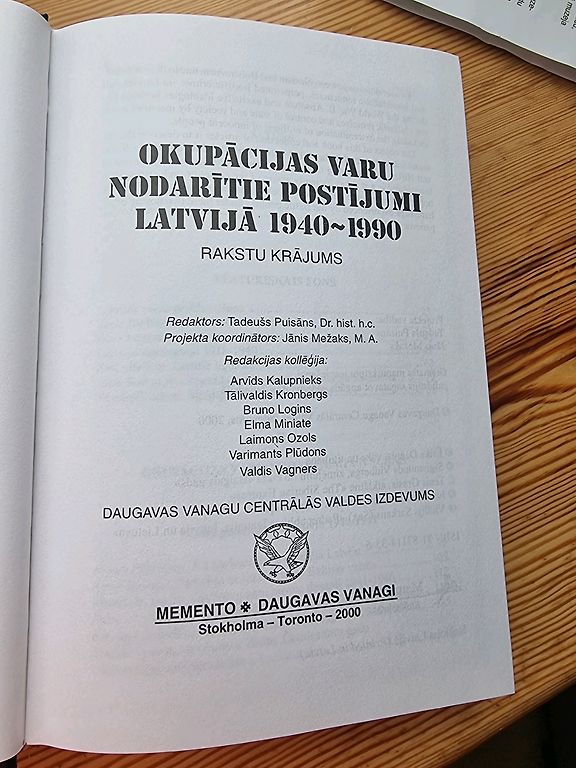 OKUPĀCIJAS VARU
NODARĪTIE POSTĪJUMI
LATVIJĀ 1940~1990
RAKSTU KRĀJUMS
Redaktors: Tadeušs Puisāns, Dr. hist. h.c.
Projekta koordinātors: Jānis Mežaks, M. A.
Redakcijas kollēģija:
Arvīds Kalupnieks
Tālivaldis Kronbergs
Bruno Logins
Elma Miniate
Laimons Ozols
Varimants Plūdons
Valdis Vagners
DAUGAVAS VANAGU CENTRĀLĀS VALDES IZDEVUMS
MEMENTO ✽ DAUGAVAS VANAGI
Stokholma – Toronto – 2000